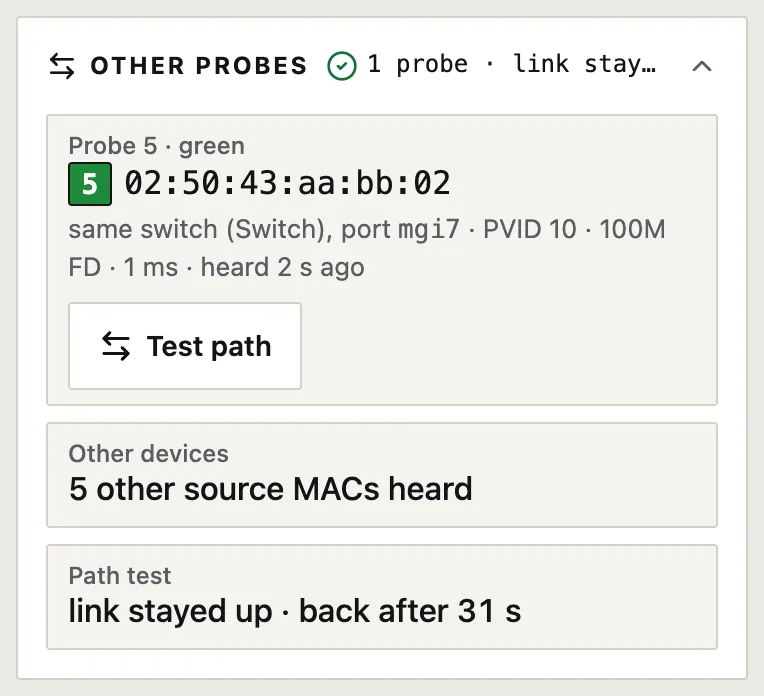 OTHER PROBES 1 probe · link stay…
Probe 5 · green
5 02:50:43:aa:bb:02
same switch (Switch), port mgi7 · PVID 10 · 100M
FD · 1 ms · heard 2 s ago
Test path
Other devices
5 other source MACs heard
Path test
link stayed up · back after 31 s